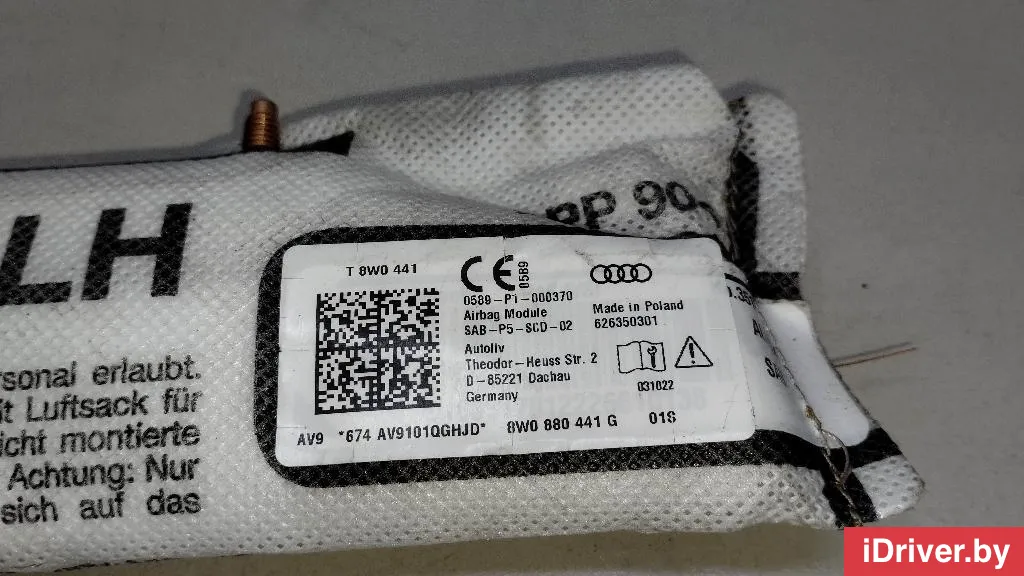 LH
PP 90
T 8W0 441
CE 0589
0589-P1-000370
Airbag Module
SAB-P5-SCD-02
Made in Poland
626350301
Autoliv
Theodor-Heuss Str. 2
D-85221 Dachau
Germany
031022
AV9 *674 AV9101QGHJD* 8W0 880 441 G 01S
erlaubt.
Luftsack für
montierte
Achtung: Nur
sich auf das
iDriver.by